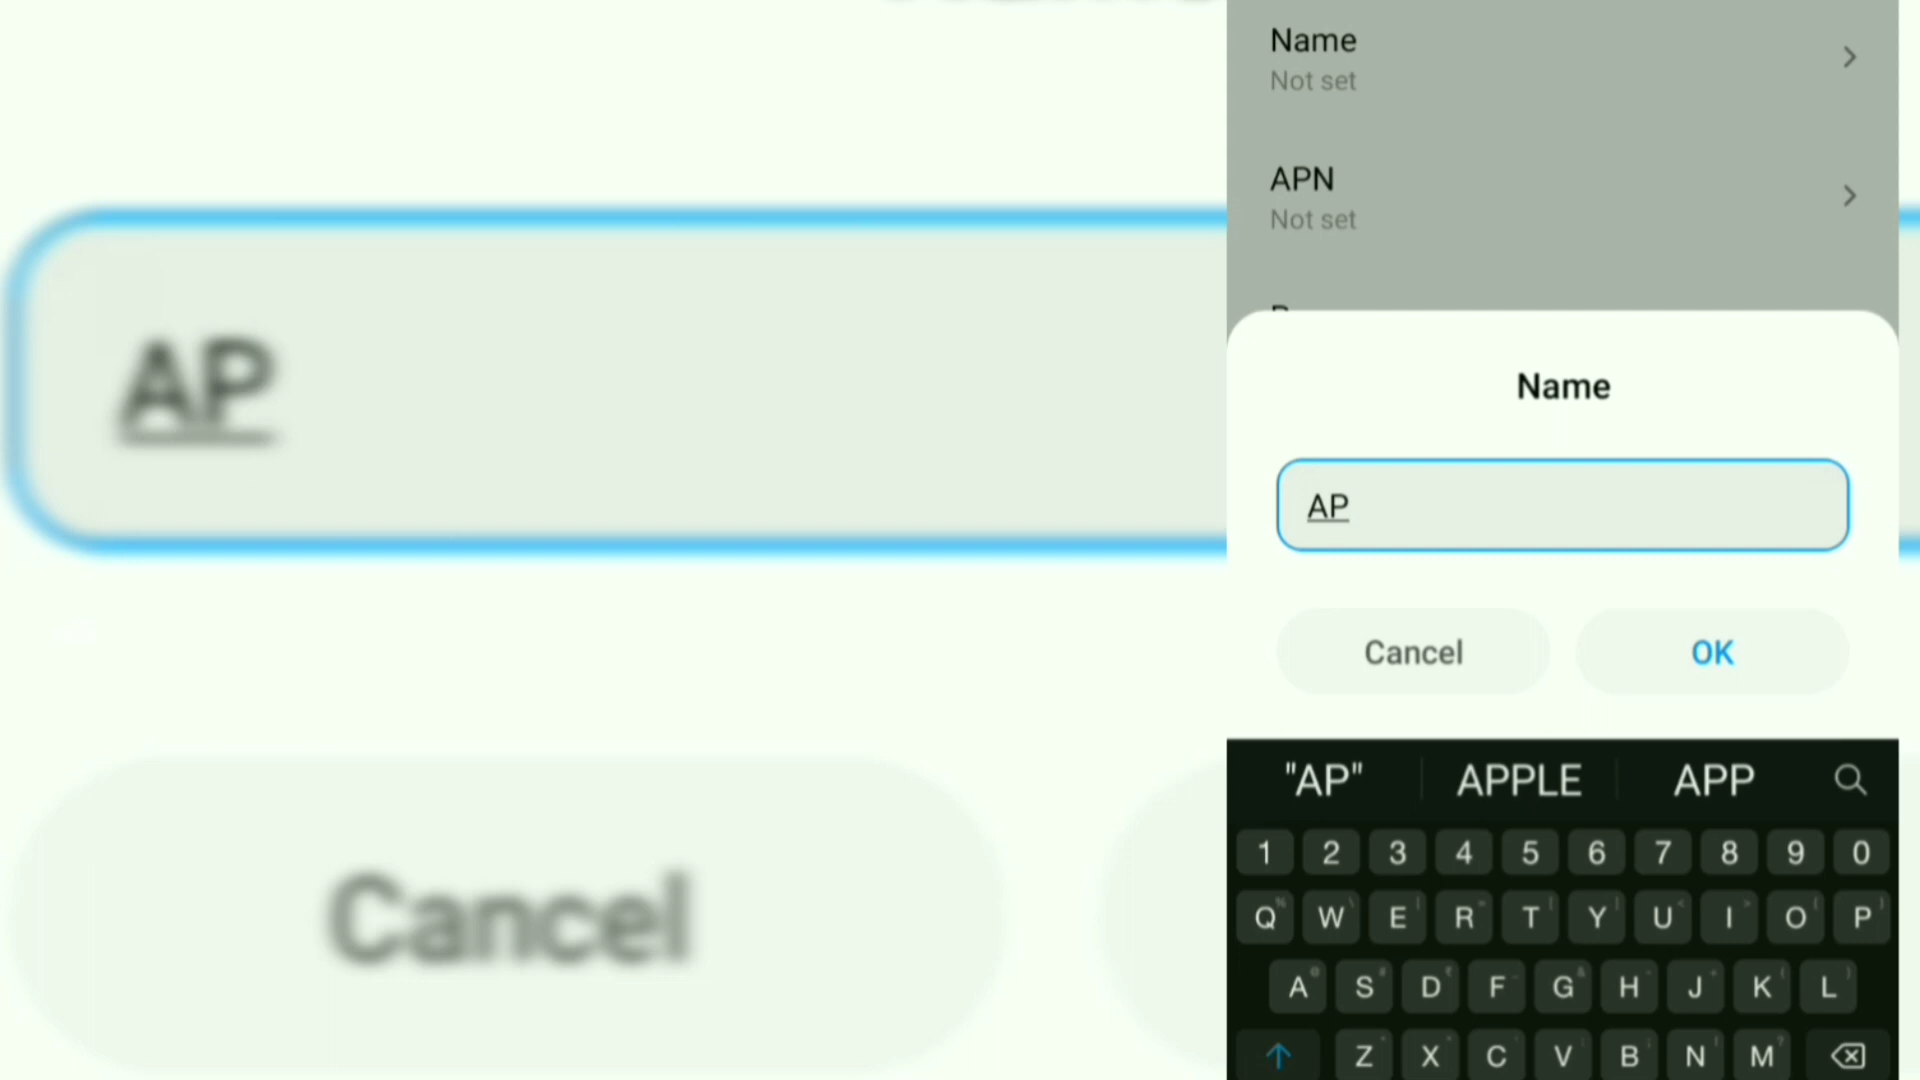 AP
Cancel
Name
Not set
APN
Not set
Name
AP
Cancel
OK
"AP" APPLE APP
1 2 3 4 5 6 7 8 9 0
Q W E R T Y U I O P
A S D F G H J K L
Z X C V B N M